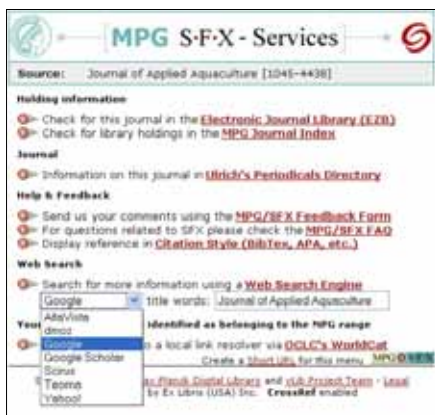 MPG S·F·X - Services
Source: Journal of Applied Aquaculture [1045-4438]
Holding information
Check for this journal in the Electronic Journal Library (EZB)
Check for library holdings in the MPG Journal Index
Journal
Information on this journal in Ulrich's Periodicals Directory
Help & Feedback
Send us your comments using the MPG/SFX Feedback Form
For questions related to SFX please check the MPG/SFX FAQ
Display reference in Citation Style (BibTex, APA, etc.)
Web Search
Search for more information using a Web Search Engine
Google title words: Journal of Applied Aquaculture
AltaVista
dmoz
Google
Google Scholar
Scirus
Teoma
Yahoo!
You identified as belonging to the MPG range
o a local link resolver via OCLC's WorldCat
Create a Short URL for this menu
Planck Digital Library and vLib Project Team - Legal
by Ex Libris (USA) Inc. CrossRef enabled